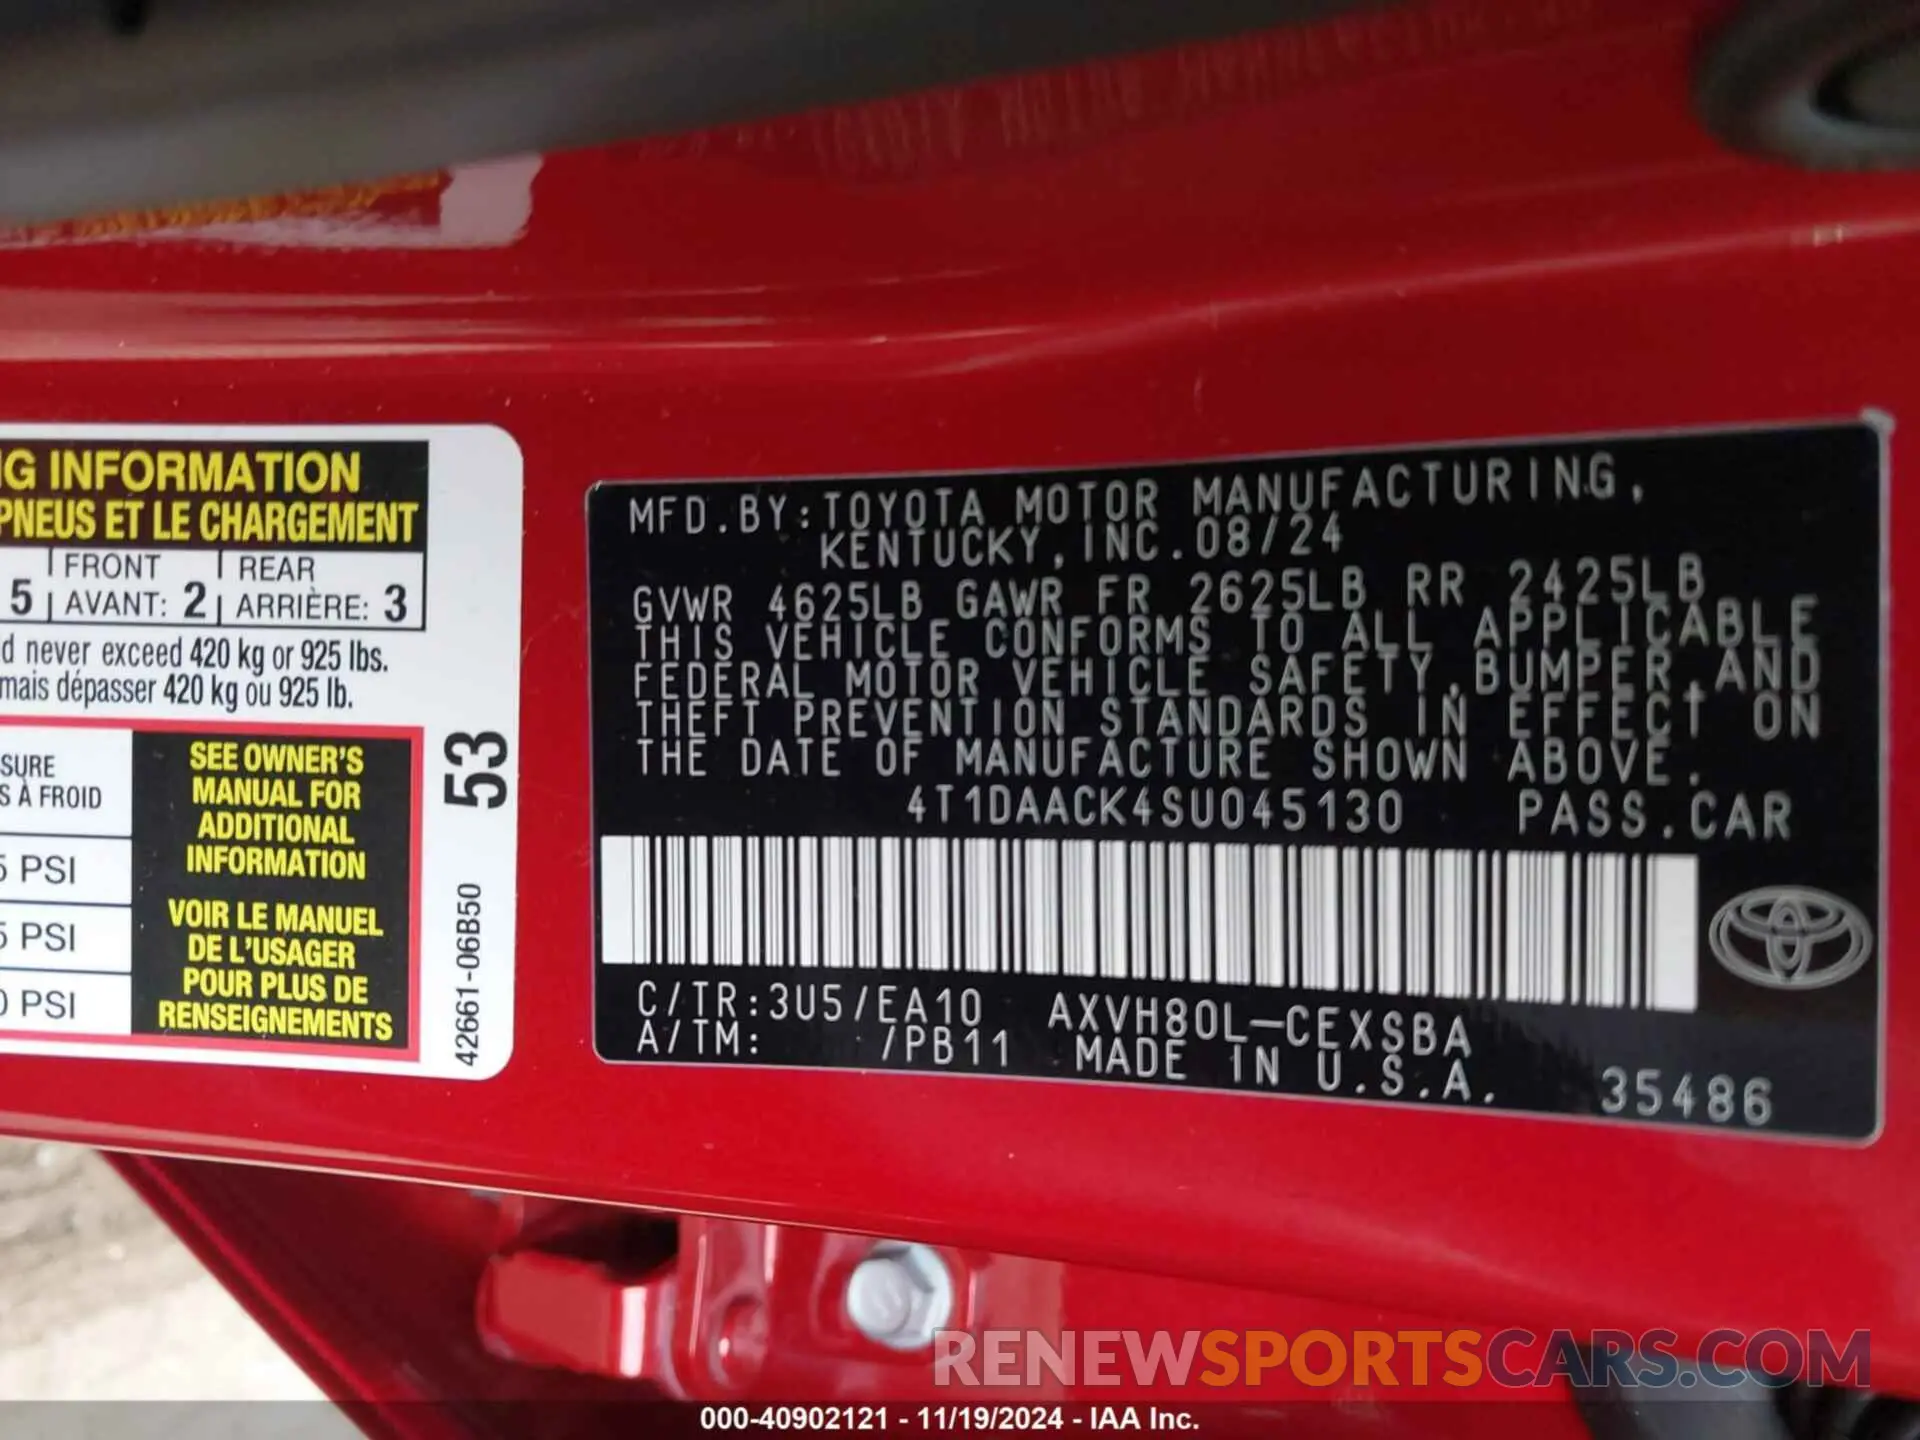 NG INFORMATION
PNEUS ET LE CHARGEMENT
5 FRONT AVANT: 2 REAR ARRIÈRE: 3
d never exceed 420 kg or 925 lbs.
mais dépasser 420 kg ou 925 lb.
SURE
S À FROID
5 PSI
5 PSI
0 PSI
SEE OWNER'S
MANUAL FOR
ADDITIONAL
INFORMATION
VOIR LE MANUEL
DE L'USAGER
POUR PLUS DE
RENSEIGNEMENTS
53
42661-06B50
MFD.BY:TOYOTA MOTOR MANUFACTURING,
KENTUCKY,INC.08/24
GVWR 4625LB GAWR FR 2625LB RR 2425LB
THIS VEHICLE CONFORMS TO ALL APPLICABLE
FEDERAL MOTOR VEHICLE SAFETY,BUMPER,AND
THEFT PREVENTION STANDARDS IN EFFECT ON
THE DATE OF MANUFACTURE SHOWN ABOVE.
4T1DAACK4SU045130 PASS.CAR
C/TR:3U5/EA10 AXVH80L-CEXSBA
A/TM: /PB11 MADE IN U.S.A. 35486
RENEWSPORTSCARS.COM
000-40902121 - 11/19/2024 - IAA Inc.